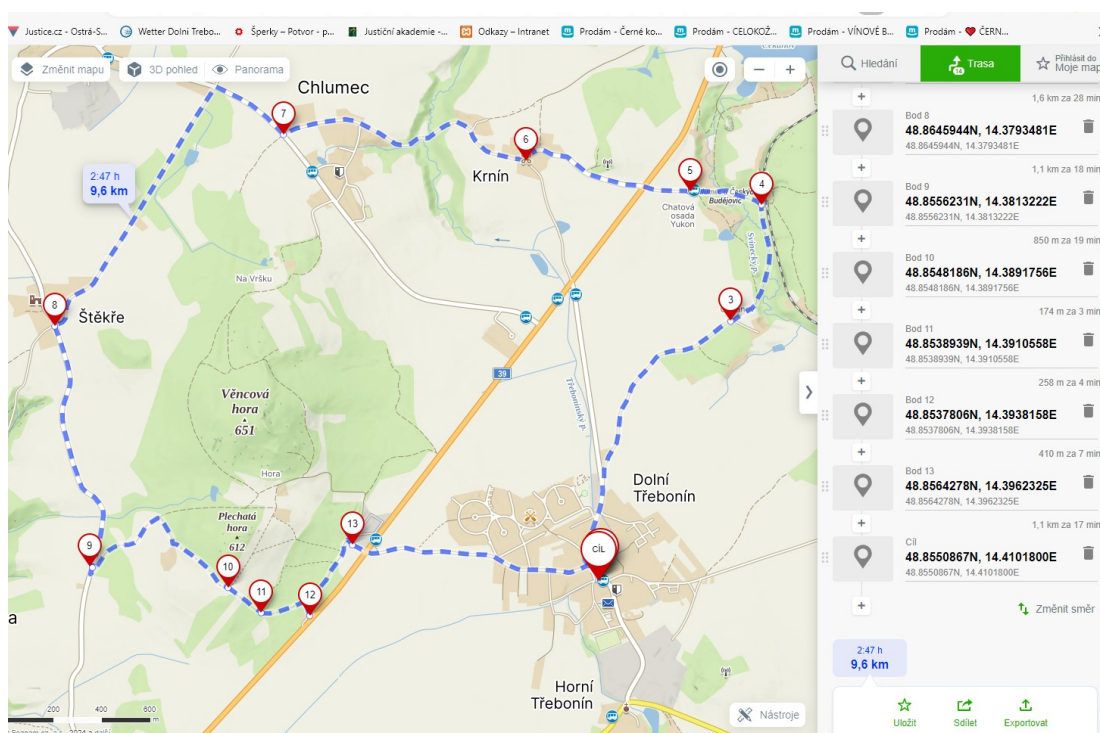 Justice.cz - Ostrá-S...
Wetter Dolni Trebo...
Šperky – Potvor - p...
Justiční akademie -...
Odkazy – Intranet
Prodám - Černé ko...
Prodám - CELOKOŽ...
Prodám - VÍNOVÉ B...
Prodám - ❤ ČERN...
Změnit mapu
3D pohled
Panorama
Hledání
Trasa
14
Přihlásit do
Moje map
Chlumec
7
6
Krnín
5
4
Budějovic
Chatová
osada
Yukon
Svinecký p.
3
2:47 h
9,6 km
Na Vršku
8
Štěkře
39
Třebonínský p.
Věncová
hora
651
Hora
Plechatá
hora
612
9
10
11
12
13
Dolní
Třebonín
CÍL
Horní
Třebonín
a
200
400
600
m
Nástroje
1,6 km za 28 min
Bod 8
48.8645944N, 14.3793481E
48.8645944N, 14.3793481E
1,1 km za 18 min
Bod 9
48.8556231N, 14.3813222E
48.8556231N, 14.3813222E
850 m za 19 min
Bod 10
48.8548186N, 14.3891756E
48.8548186N, 14.3891756E
174 m za 3 min
Bod 11
48.8538939N, 14.3910558E
48.8538939N, 14.3910558E
258 m za 4 min
Bod 12
48.8537806N, 14.3938158E
48.8537806N, 14.3938158E
410 m za 7 min
Bod 13
48.8564278N, 14.3962325E
48.8564278N, 14.3962325E
1,1 km za 17 min
Cíl
48.8550867N, 14.4101800E
48.8550867N, 14.4101800E
Změnit směr
2:47 h
9,6 km
Uložit
Sdílet
Exportovat